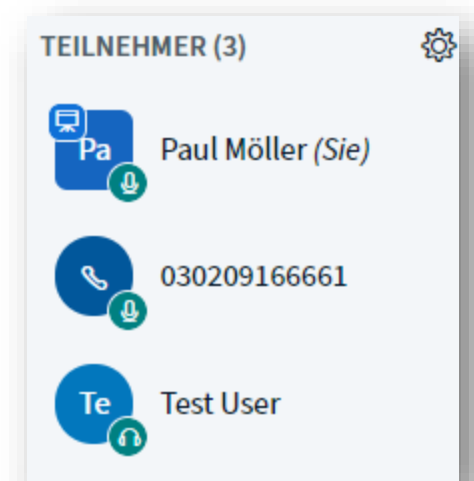 TEILNEHMER (3)
Pa Paul Möller (Sie)
030209166661
Te Test User